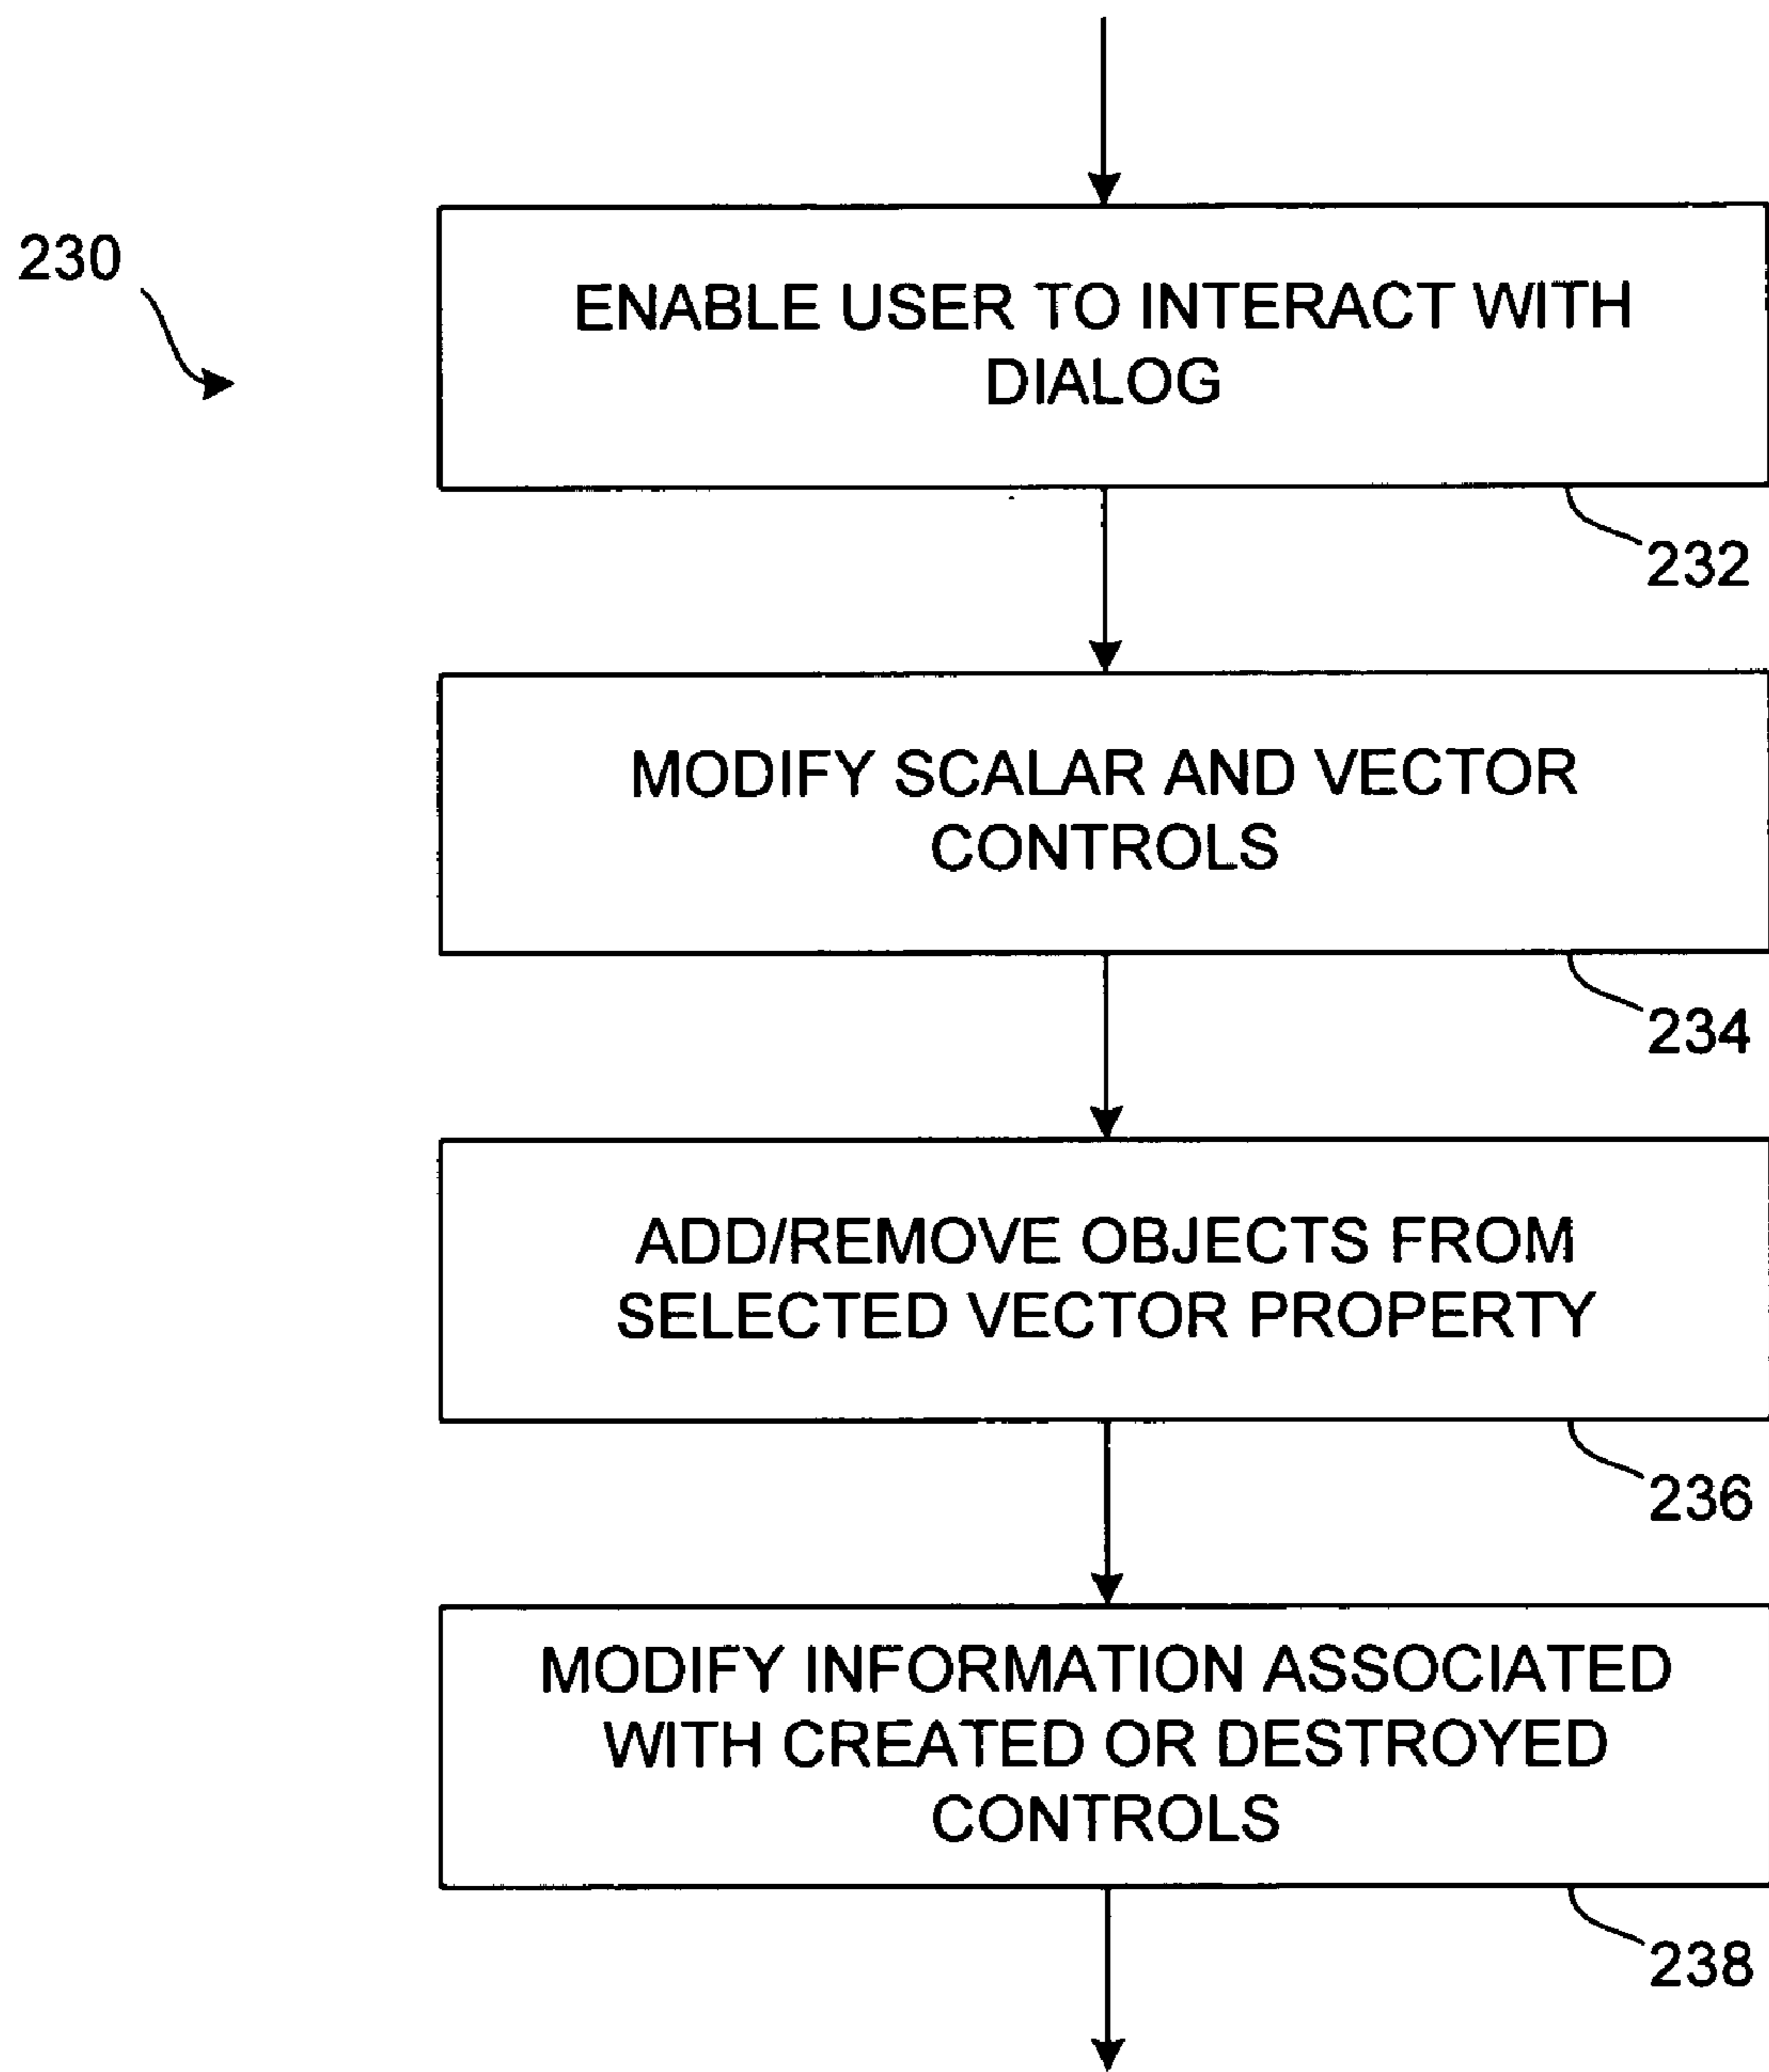 230
ENABLE USER TO INTERACT WITH
DIALOG
232
MODIFY SCALAR AND VECTOR
CONTROLS
234
ADD/REMOVE OBJECTS FROM
SELECTED VECTOR PROPERTY
236
MODIFY INFORMATION ASSOCIATED
WITH CREATED OR DESTROYED
CONTROLS
238